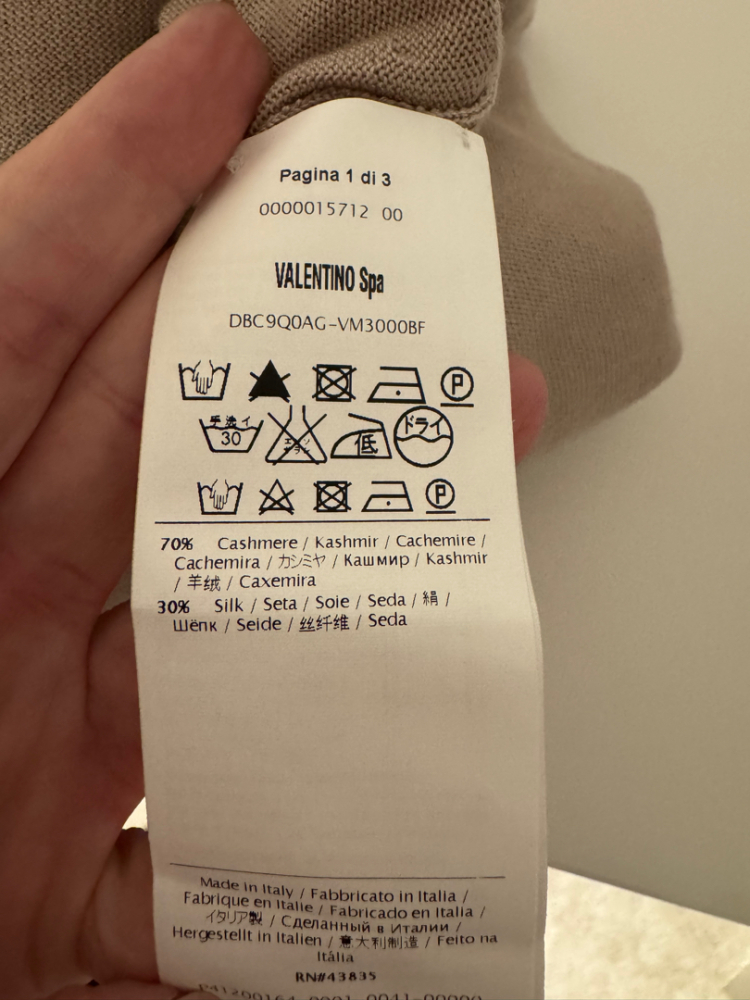 Pagina 1 di 3
0000015712 00
VALENTINO Spa
DBC9Q0AG-VM3000BF
P
手洗イ 30 エンソ 低 ドライ
P
70% Cashmere / Kashmir / Cachemire /
Cachemira / カシミヤ / Кашмир / Kashmir
/ 羊绒 / Caxemira
30% Silk / Seta / Soie / Seda / 絹 /
Шёлк / Seide / 丝纤维 / Seda
Made in Italy / Fabbricato in Italia /
Fabrique en Italie / Fabricado en Italia /
イタリア製 / Сделанный в Италии /
Hergestellt in Italien / 意大利制造 / Feito na
Itália
RN#43835